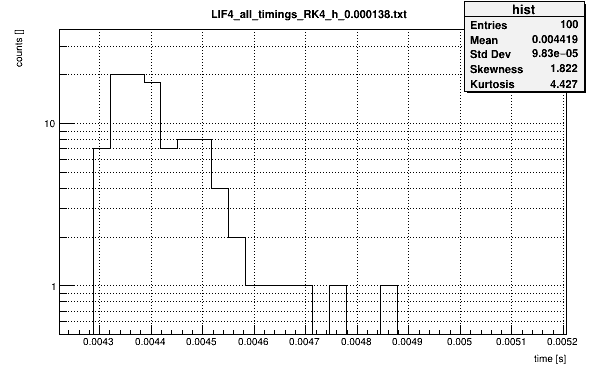 LIF4_all_timings_RK4_h_0.000138.txt
counts []
hist
Entries 100
Mean 0.004419
Std Dev 9.83e−05
Skewness 1.822
Kurtosis 4.427
10
1
0.0043 0.0044 0.0045 0.0046 0.0047 0.0048 0.0049 0.005 0.0051 0.0052
time [s]